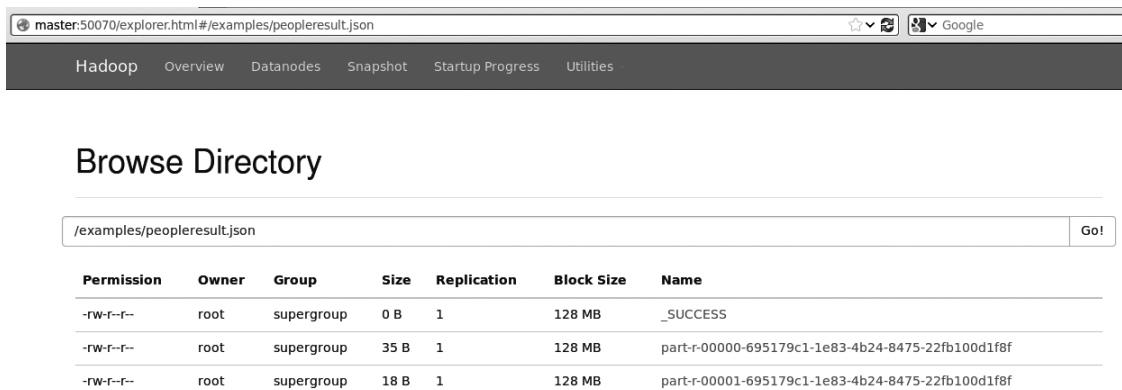 master:50070/explorer.html#/examples/peopleresult.json Google
Hadoop Overview Datanodes Snapshot Startup Progress Utilities
Browse Directory
/examples/peopleresult.json Go!
Permission Owner Group Size Replication Block Size Name
-rw-r--r-- root supergroup 0 B 1 128 MB _SUCCESS
-rw-r--r-- root supergroup 35 B 1 128 MB part-r-00000-695179c1-1e83-4b24-8475-22fb100d1f8f
-rw-r--r-- root supergroup 18 B 1 128 MB part-r-00001-695179c1-1e83-4b24-8475-22fb100d1f8f